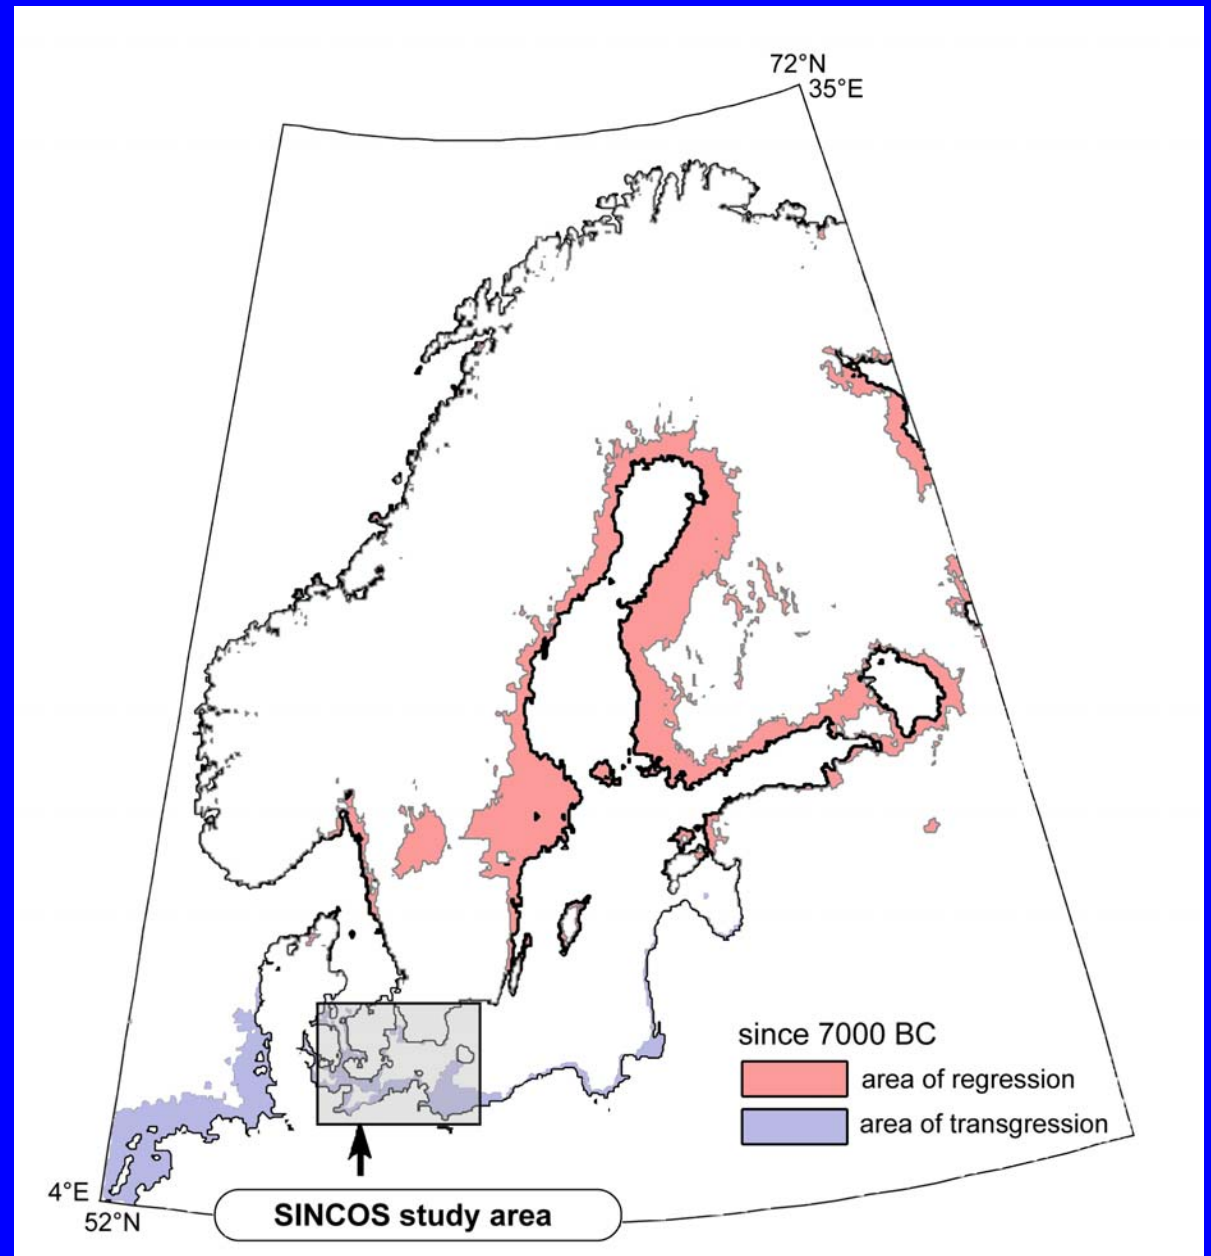 72°N
35°E
since 7000 BC
area of regression
area of transgression
4°E
52°N
SINCOS study area